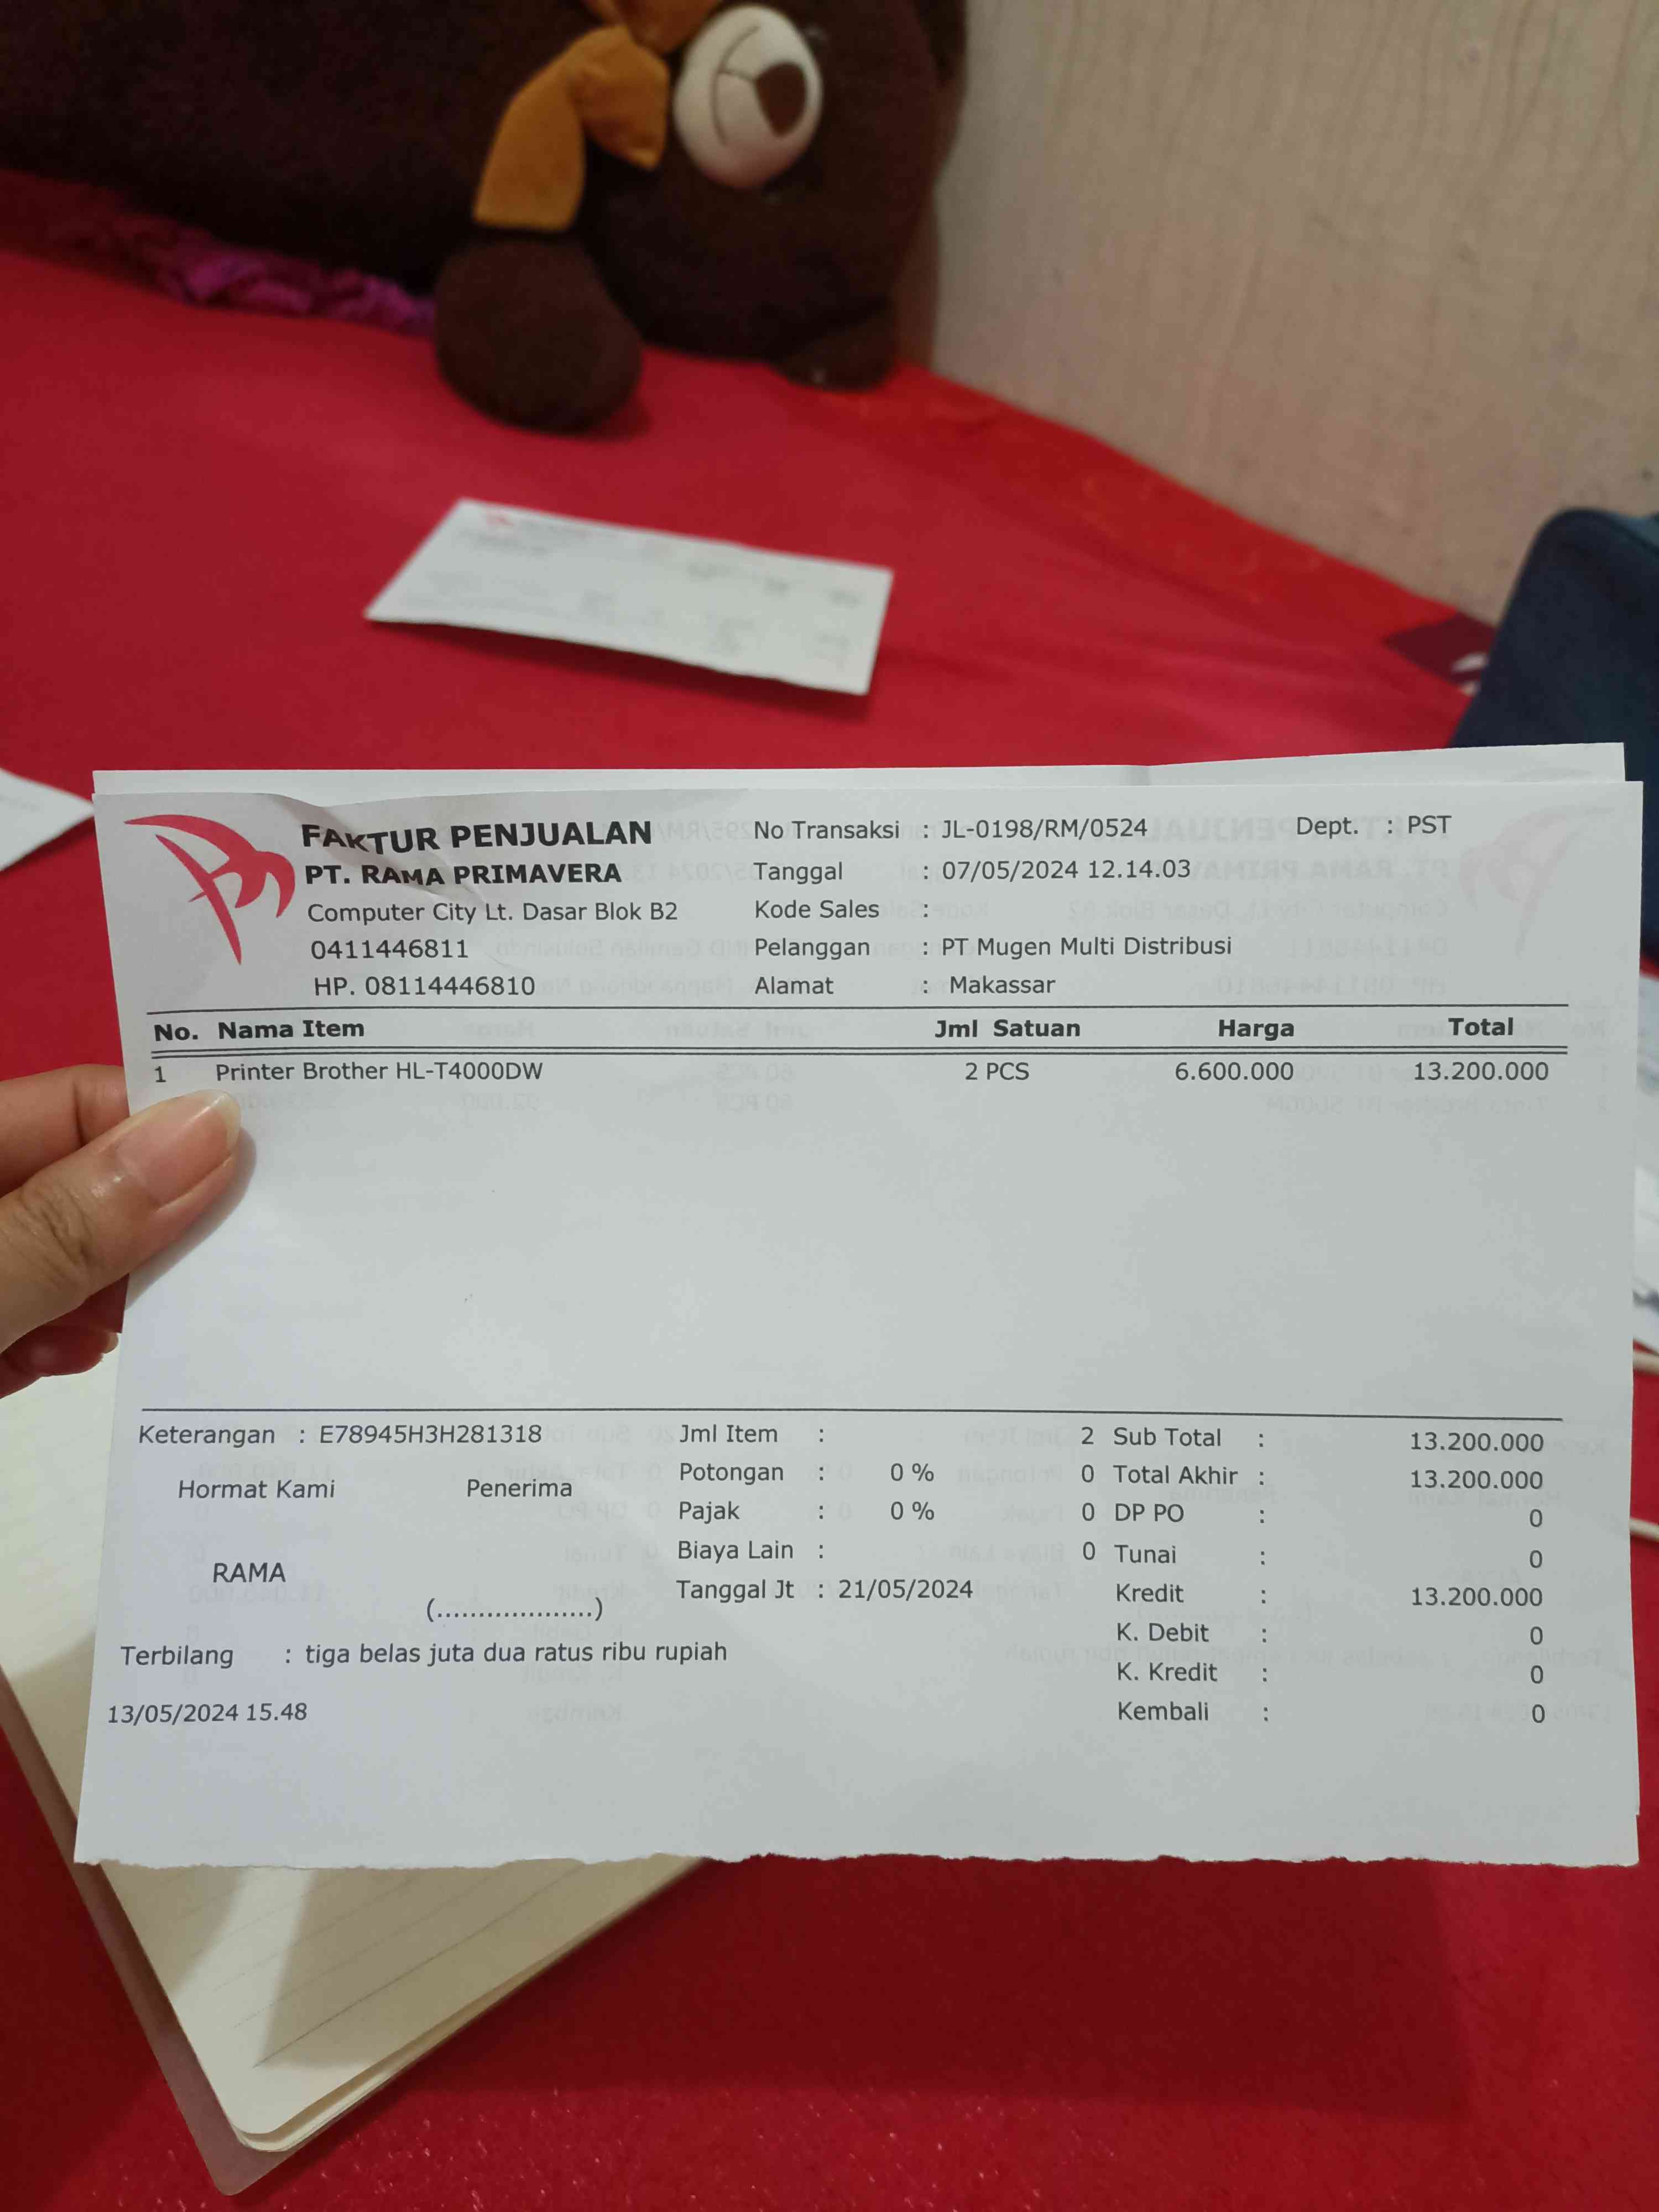 FAKTUR PENJUALAN
PT. RAMA PRIMAVERA
Computer City Lt. Dasar Blok B2
0411446811
HP. 08114446810
No Transaksi : JL-0198/RM/0524
Dept. : PST
Tanggal : 07/05/2024 12.14.03
Kode Sales :
Pelanggan : PT Mugen Multi Distribusi
Alamat : Makassar
No. Nama Item Jml Satuan Harga Total
1 Printer Brother HL-T4000DW 2 PCS 6.600.000 13.200.000
Keterangan : E78945H3H281318
Hormat Kami Penerima
RAMA
(...................)
Jml Item : 2
Potongan : 0 % 0
Pajak : 0 % 0
Biaya Lain : 0
Tanggal Jt : 21/05/2024
Sub Total : 13.200.000
Total Akhir : 13.200.000
DP PO : 0
Tunai : 0
Kredit : 13.200.000
K. Debit : 0
K. Kredit : 0
Kembali : 0
Terbilang : tiga belas juta dua ratus ribu rupiah
13/05/2024 15.48